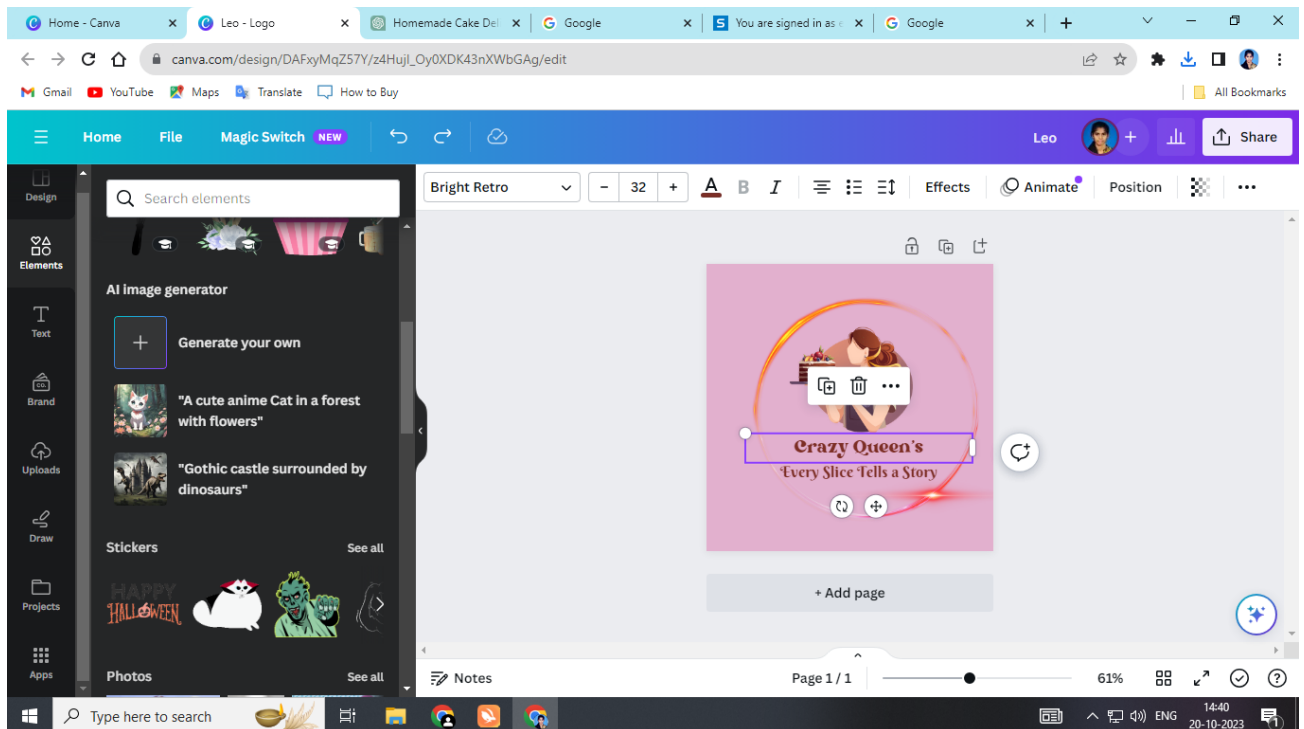 Home - Canva
Leo - Logo
Homemade Cake Del
Google
You are signed in as e
Google
canva.com/design/DAFxyMqZ57Y/z4HujI_Oy0XDK43nXWbGAg/edit
Gmail YouTube Maps Translate How to Buy All Bookmarks
Home File Magic Switch NEW Leo Share
Design
Elements
Text
Brand
Uploads
Draw
Projects
Apps
Search elements
AI image generator
Generate your own
"A cute anime Cat in a forest
with flowers"
"Gothic castle surrounded by
dinosaurs"
Stickers See all
HAPPY
HALLOWEEN
Photos See all
Bright Retro - 32 + A B I Effects Animate Position
Crazy Queen's
Every Slice Tells a Story
+ Add page
Notes Page 1 / 1 61%
Type here to search
ENG
14:40
20-10-2023